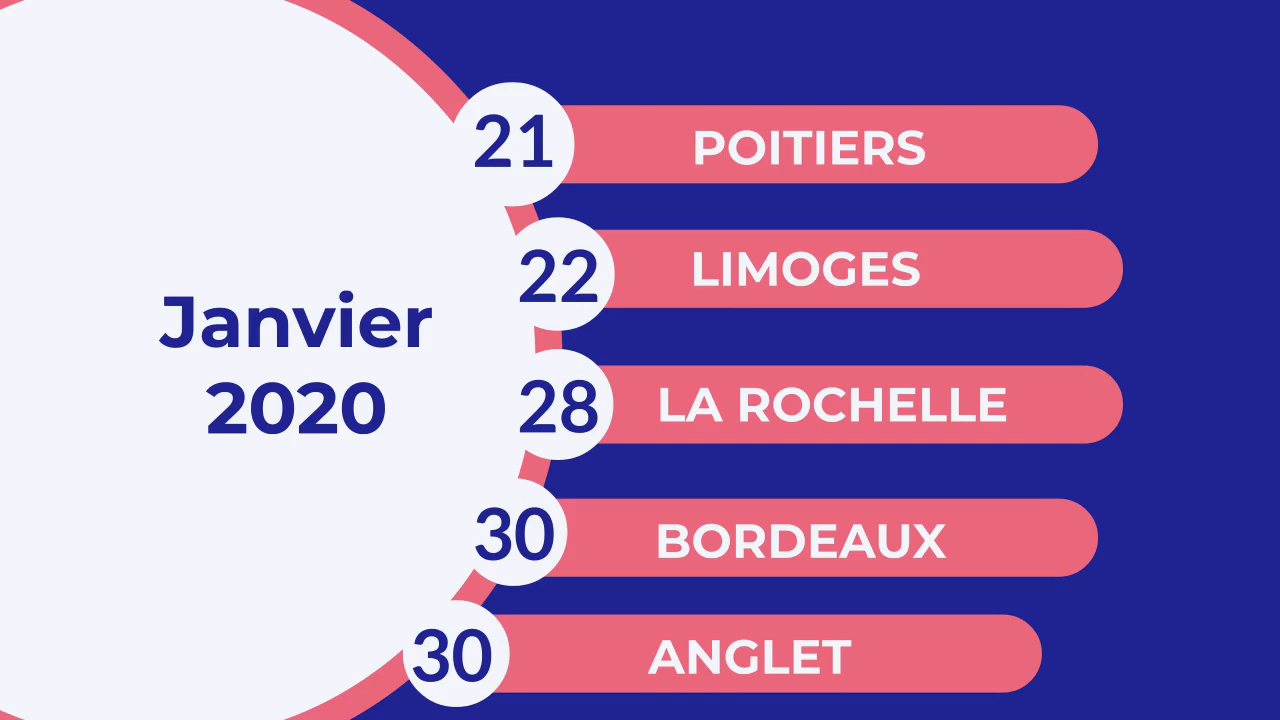 Janvier
2020
21 POITIERS
22 LIMOGES
28 LA ROCHELLE
30 BORDEAUX
30 ANGLET